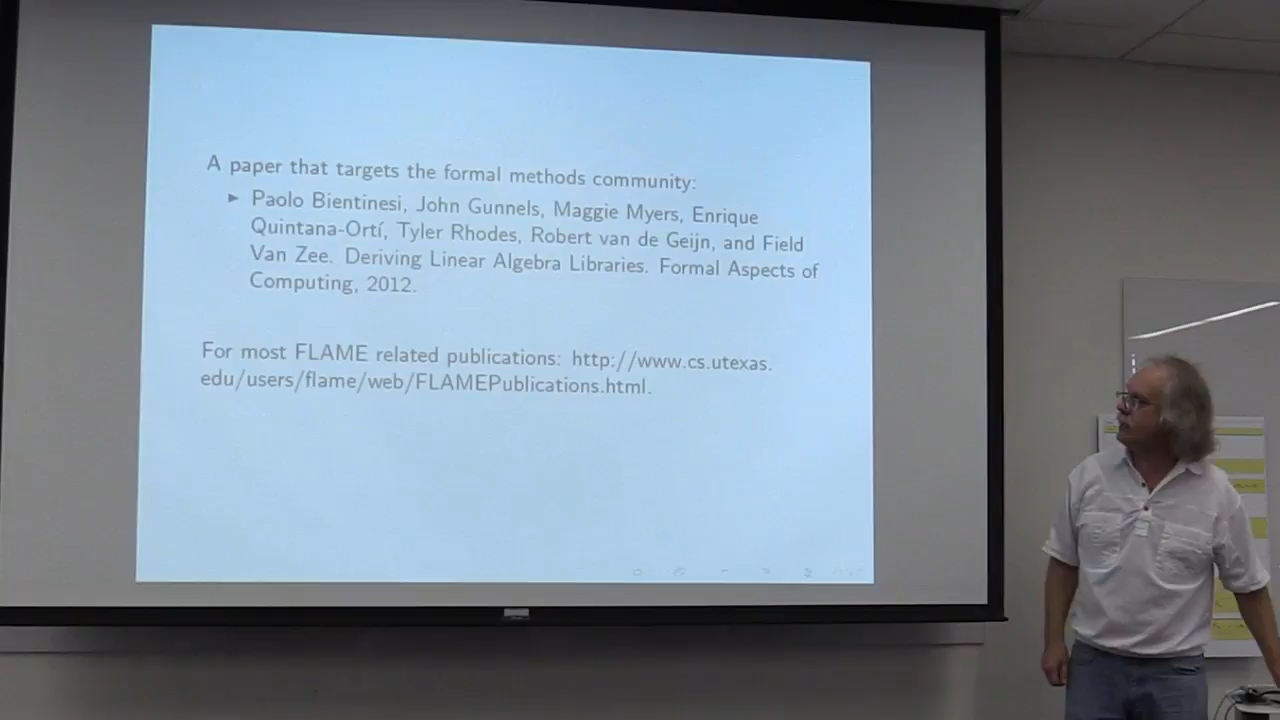 A paper that targets the formal methods community:
▶ Paolo Bientinesi, John Gunnels, Maggie Myers, Enrique
Quintana-Ortí, Tyler Rhodes, Robert van de Geijn, and Field
Van Zee. Deriving Linear Algebra Libraries. Formal Aspects of
Computing, 2012.
For most FLAME related publications: http://www.cs.utexas.
edu/users/flame/web/FLAMEPublications.html.